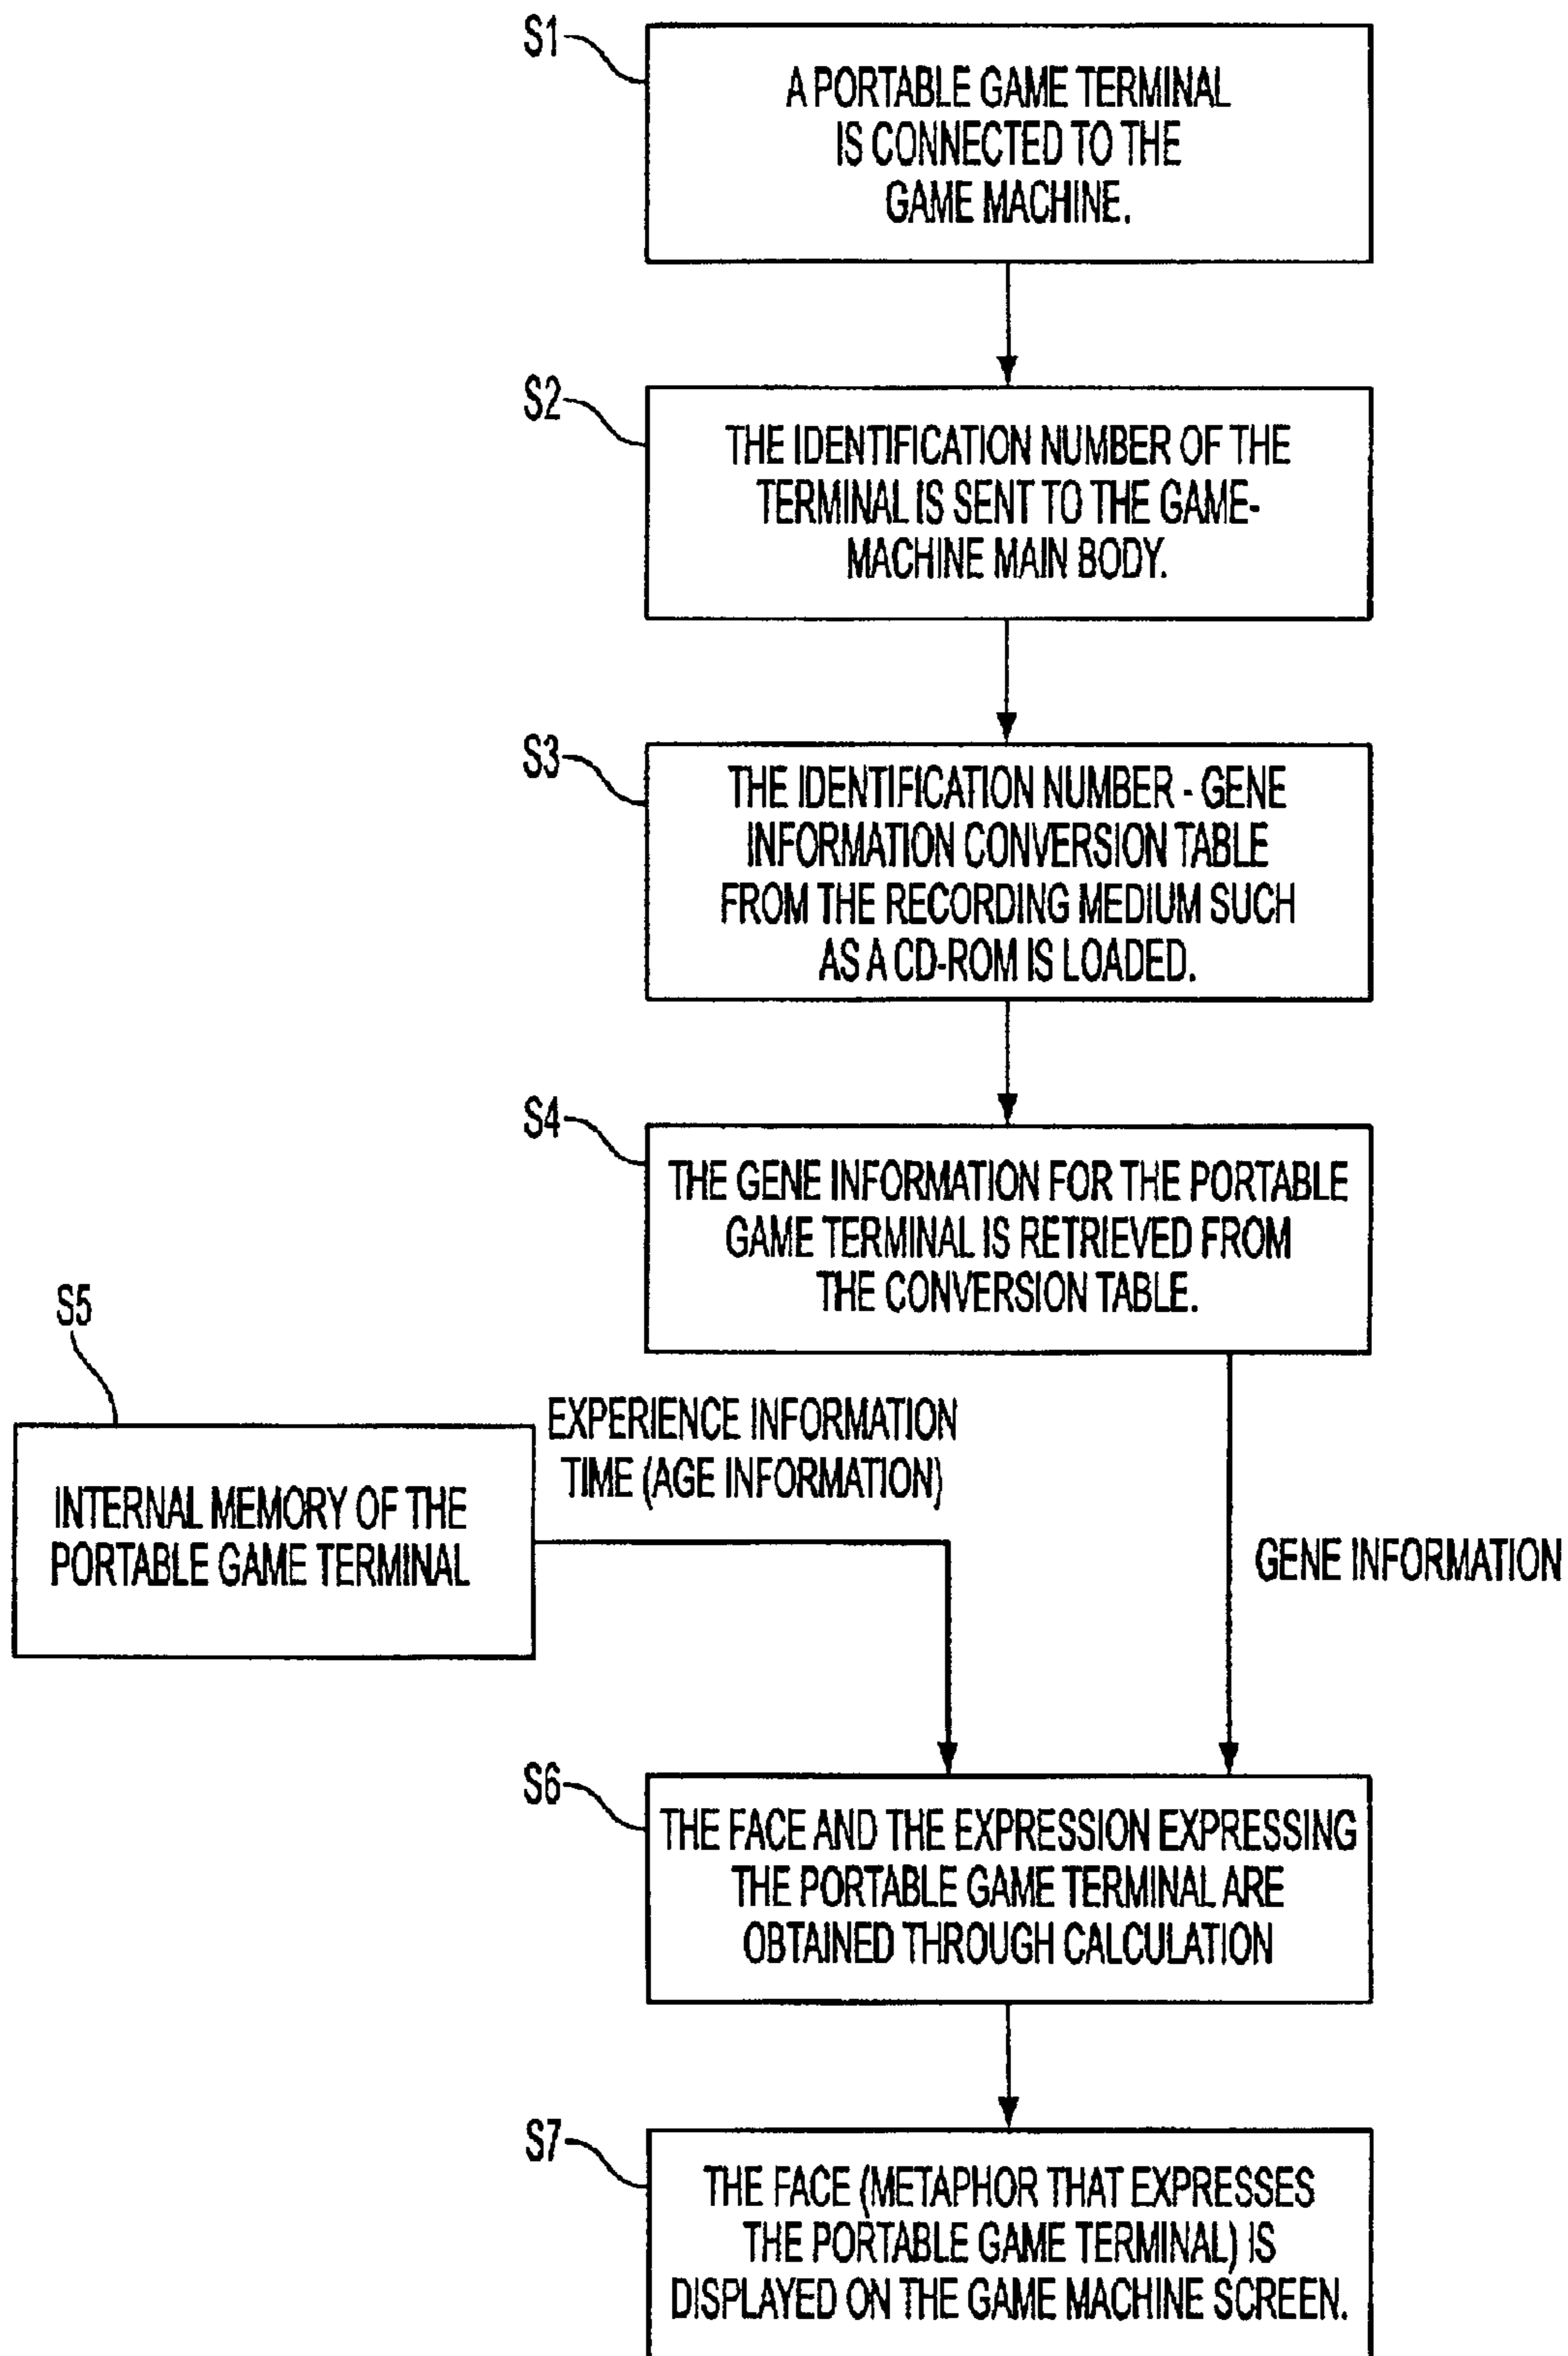 S1
A PORTABLE GAME TERMINAL
IS CONNECTED TO THE
GAME MACHINE.
S2
THE IDENTIFICATION NUMBER OF THE
TERMINAL IS SENT TO THE GAME-
MACHINE MAIN BODY.
S3
THE IDENTIFICATION NUMBER - GENE
INFORMATION CONVERSION TABLE
FROM THE RECORDING MEDIUM SUCH
AS A CD-ROM IS LOADED.
S4
THE GENE INFORMATION FOR THE PORTABLE
GAME TERMINAL IS RETRIEVED FROM
THE CONVERSION TABLE.
S5
INTERNAL MEMORY OF THE
PORTABLE GAME TERMINAL
EXPERIENCE INFORMATION
TIME (AGE INFORMATION)
GENE INFORMATION
S6
THE FACE AND THE EXPRESSION EXPRESSING
THE PORTABLE GAME TERMINAL ARE
OBTAINED THROUGH CALCULATION
S7
THE FACE (METAPHOR THAT EXPRESSES
THE PORTABLE GAME TERMINAL) IS
DISPLAYED ON THE GAME MACHINE SCREEN.